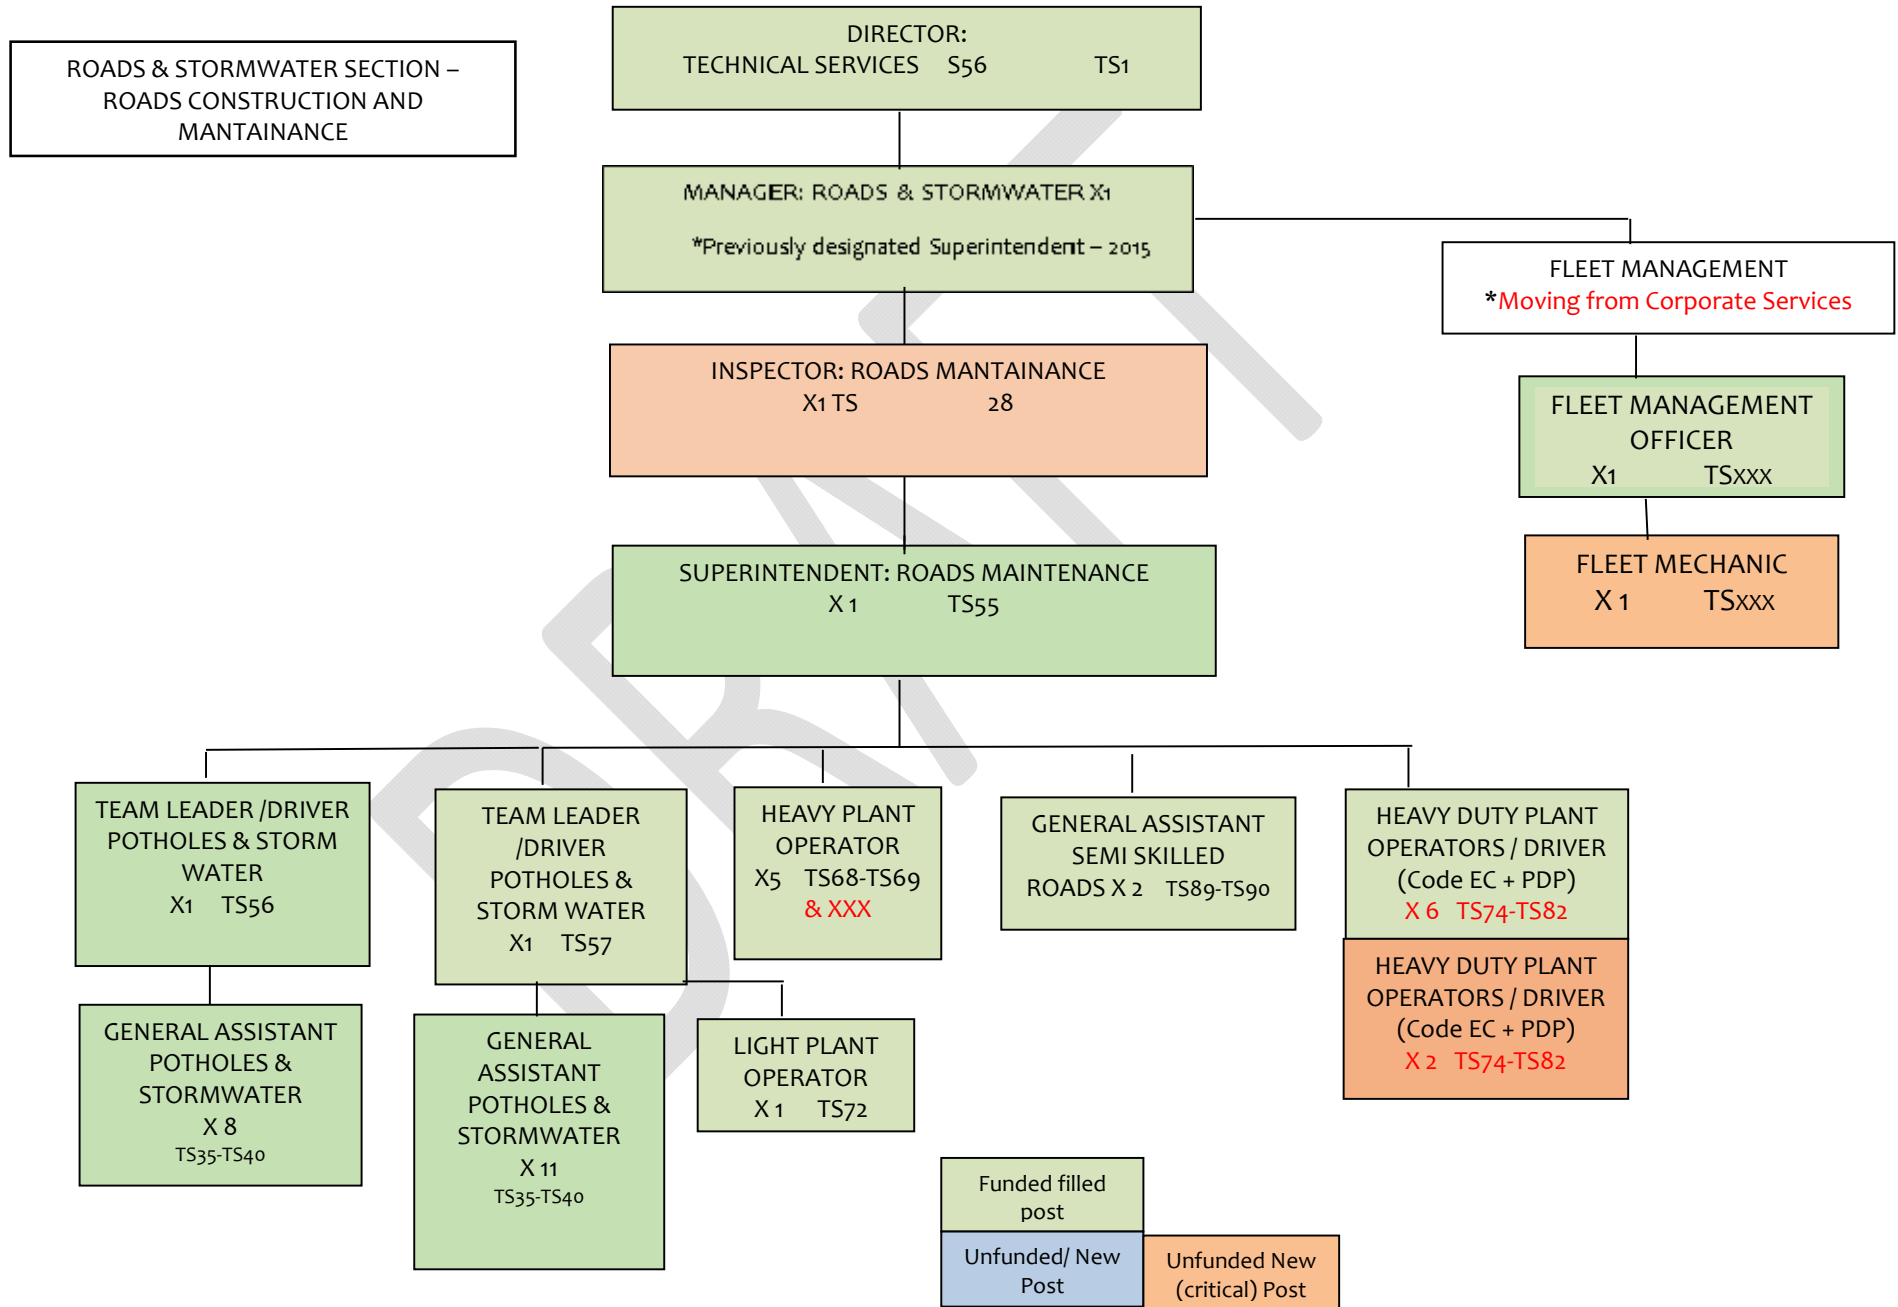 ROADS & STORMWATER SECTION –
ROADS CONSTRUCTION AND
MANTAINANCE
DIRECTOR:
TECHNICAL SERVICES S56 TS1
MANAGER: ROADS & STORMWATER X1
*Previously designated Superintendent – 2015
FLEET MANAGEMENT
*Moving from Corporate Services
INSPECTOR: ROADS MANTAINANCE
X1 TS 28
FLEET MANAGEMENT
OFFICER
X1 TSXXX
SUPERINTENDENT: ROADS MAINTENANCE
X 1 TS55
FLEET MECHANIC
X 1 TSXXX
TEAM LEADER /DRIVER
POTHOLES & STORM
WATER
X1 TS56
TEAM LEADER
/DRIVER
POTHOLES &
STORM WATER
X1 TS57
HEAVY PLANT
OPERATOR
X5 TS68-TS69
& XXX
GENERAL ASSISTANT
SEMI SKILLED
ROADS X 2 TS89-TS90
HEAVY DUTY PLANT
OPERATORS / DRIVER
(Code EC + PDP)
X 6 TS74-TS82
HEAVY DUTY PLANT
OPERATORS / DRIVER
(Code EC + PDP)
X 2 TS74-TS82
GENERAL ASSISTANT
POTHOLES &
STORMWATER
X 8
TS35-TS40
GENERAL
ASSISTANT
POTHOLES &
STORMWATER
X 11
TS35-TS40
LIGHT PLANT
OPERATOR
X 1 TS72
Funded filled
post
Unfunded/ New
Post
Unfunded New
(critical) Post
DRAFT